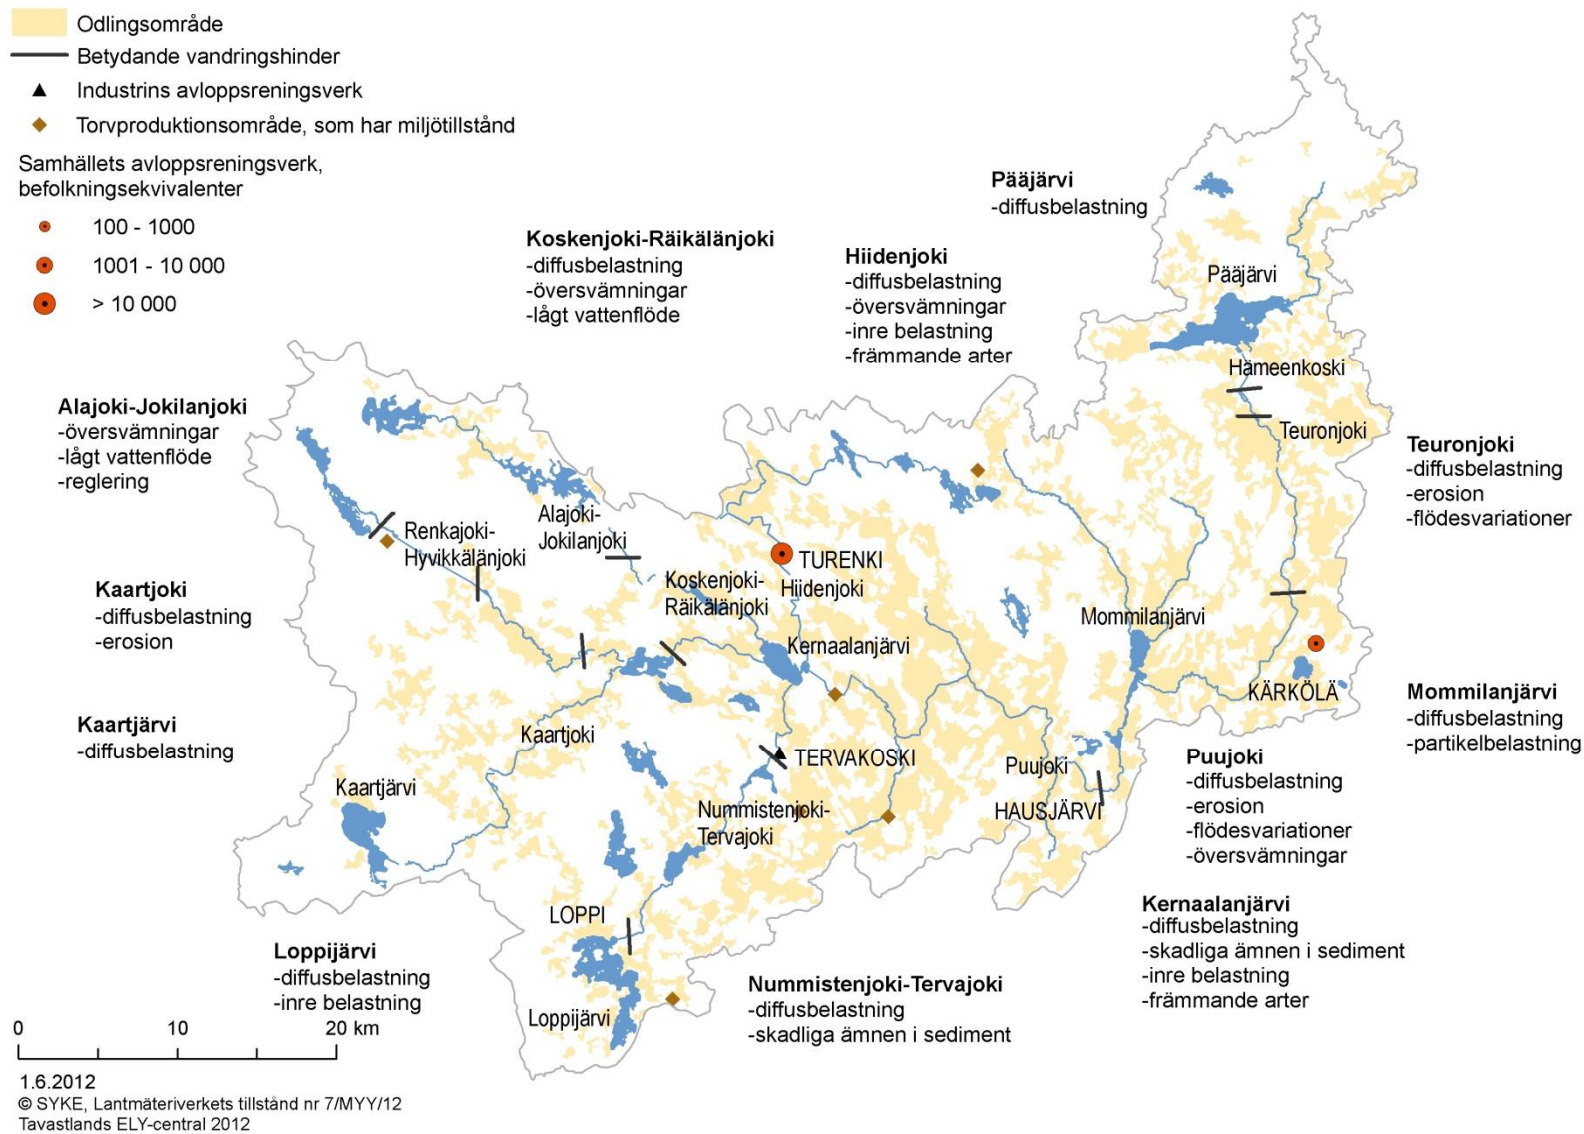 Odlingsområde
Betydande vandringshinder
Industrins avloppsreningsverk
Torvproduktionsområde, som har miljötillstånd
Samhällets avloppsreningsverk,
befolkningsekvivalenter
100 - 1000
1001 - 10 000
> 10 000
Koskenjoki-Räikälänjoki
-diffusbelastning
-översvämningar
-lågt vattenflöde
Hiidenjoki
-diffusbelastning
-översvämningar
-inre belastning
-främmande arter
Pääjärvi
-diffusbelastning
Alajoki-Jokilanjoki
-översvämningar
-lågt vattenflöde
-reglering
Kaartjoki
-diffusbelastning
-erosion
Kaartjärvi
-diffusbelastning
Loppijärvi
-diffusbelastning
-inre belastning
Teuronjoki
-diffusbelastning
-erosion
-flödesvariationer
Mommilanjärvi
-diffusbelastning
-partikelbelastning
Puujoki
-diffusbelastning
-erosion
-flödesvariationer
-översvämningar
Kernaalanjärvi
-diffusbelastning
-skadliga ämnen i sediment
-inre belastning
-främmande arter
Nummistenjoki-Tervajoki
-diffusbelastning
-skadliga ämnen i sediment
Pääjärvi
Hämeenkoski
Teuronjoki
Renkajoki-
Hyvikkälänjoki
Alajoki-
Jokilanjoki
TURENKI
Hiidenjoki
Koskenjoki-
Räikälänjoki
Kernaalanjärvi
Mommilanjärvi
KÄRKÖLÄ
Kaartjoki
TERVAKOSKI
Puujoki
HAUSJÄRVI
Kaartjärvi
Nummistenjoki-
Tervajoki
LOPPI
Loppijärvi
0 10 20 km
1.6.2012
© SYKE, Lantmäteriverkets tillstånd nr 7/MYY/12
Tavastlands ELY-central 2012